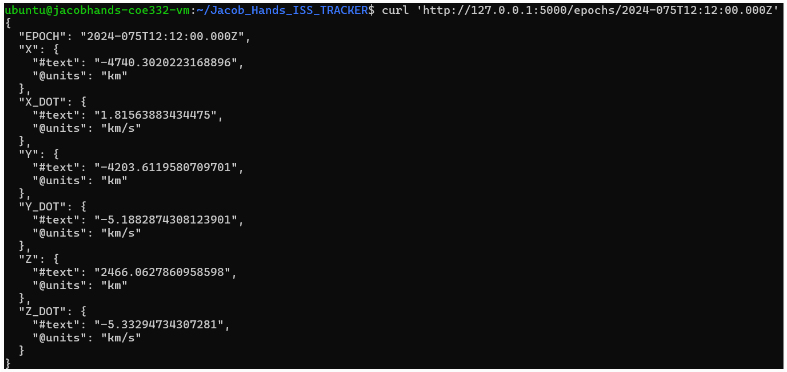 ubuntu@jacobhands-coe332-vm:~/Jacob_Hands_ISS_TRACKER$ curl 'http://127.0.0.1:5000/epochs/2024-075T12:12:00.000Z'
{
  "EPOCH": "2024-075T12:12:00.000Z",
  "X": {
    "#text": "-4740.3020223168896",
    "@units": "km"
  },
  "X_DOT": {
    "#text": "1.81563883434475",
    "@units": "km/s"
  },
  "Y": {
    "#text": "-4203.6119580709701",
    "@units": "km"
  },
  "Y_DOT": {
    "#text": "-5.1882874308123901",
    "@units": "km/s"
  },
  "Z": {
    "#text": "2466.0627860958598",
    "@units": "km"
  },
  "Z_DOT": {
    "#text": "-5.33294734307281",
    "@units": "km/s"
  }
}